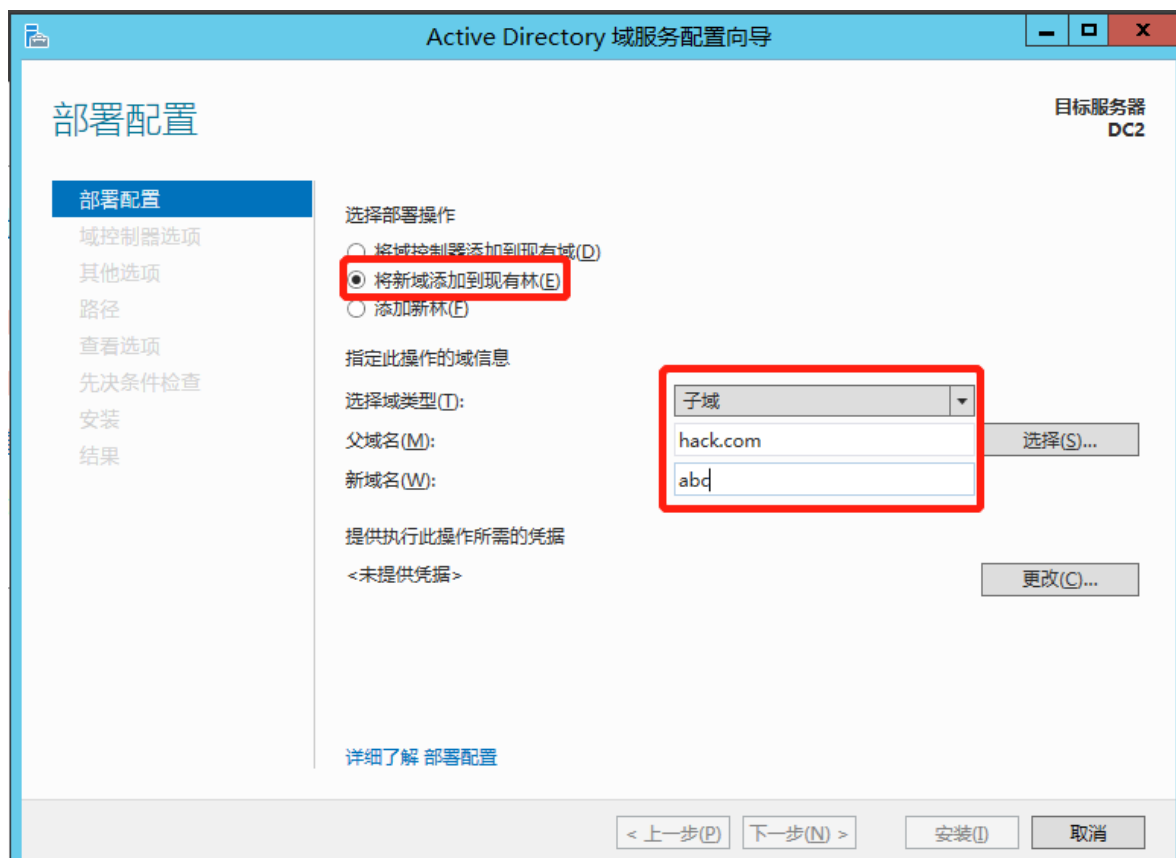 Active Directory 域服务配置向导
部署配置
目标服务器
DC2
部署配置
域控制器选项
其他选项
路径
查看选项
先决条件检查
安装
结果
选择部署操作
将域控制器添加到现有域(D)
将新域添加到现有林(E)
添加新林(F)
指定此操作的域信息
选择域类型(T): 子域
父域名(M): hack.com 选择(S)...
新域名(W): abc
提供执行此操作所需的凭据
<未提供凭据> 更改(C)...
详细了解 部署配置
< 上一步(P) 下一步(N) > 安装(I) 取消